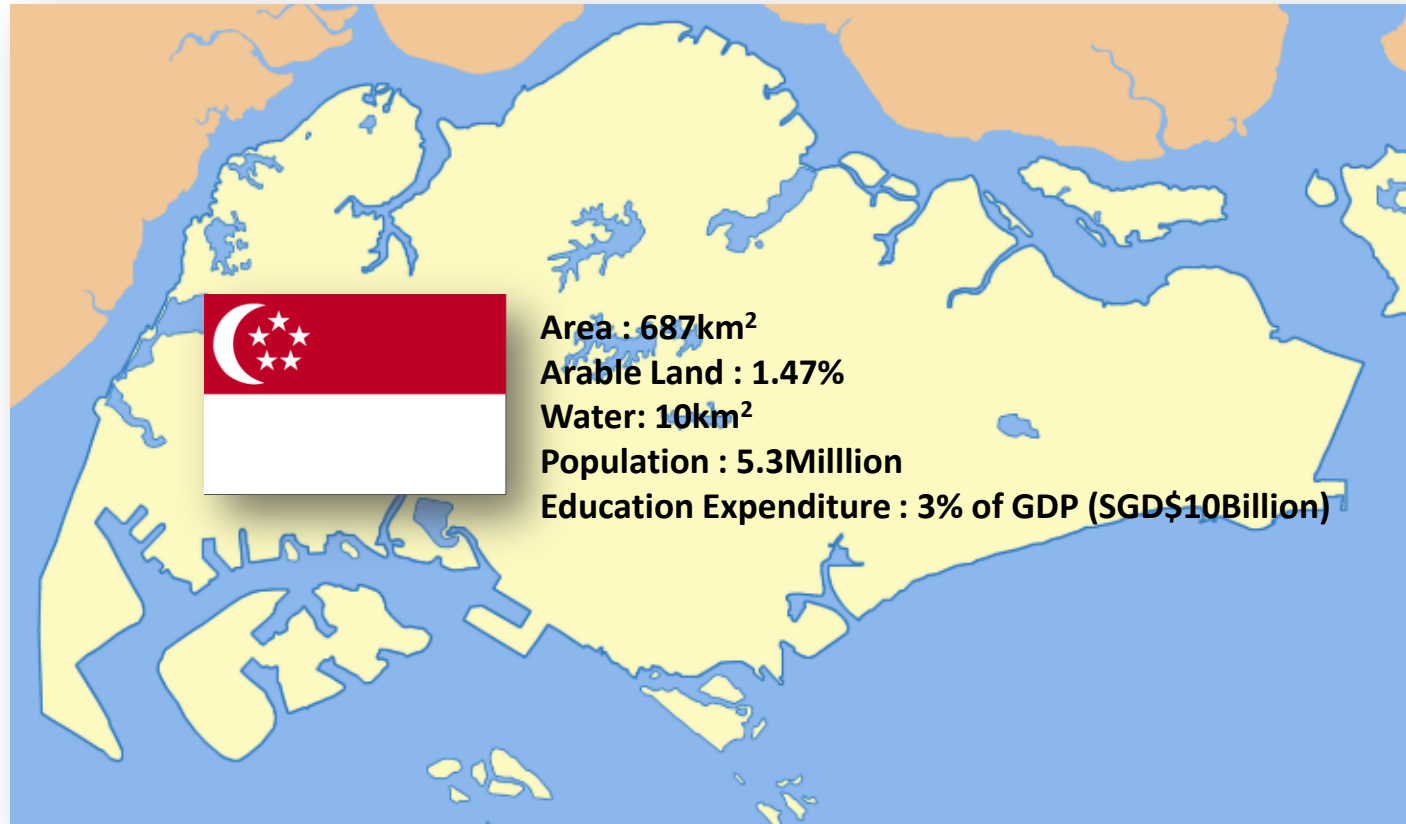 Area : 687km²
Arable Land : 1.47%
Water: 10km²
Population : 5.3Milllion
Education Expenditure : 3% of GDP (SGD$10Billion)